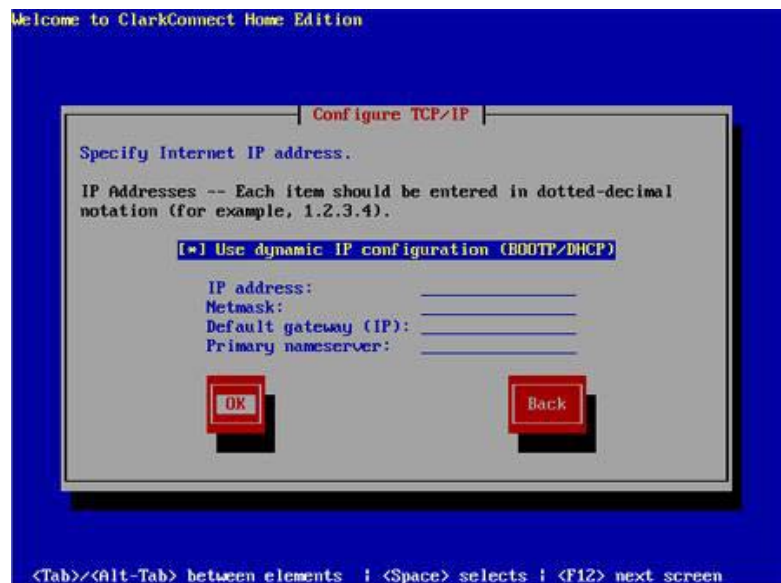 Welcome to ClarkConnect Home Edition
Configure TCP/IP
Specify Internet IP address.
IP Addresses -- Each item should be entered in dotted-decimal
notation (for example, 1.2.3.4).
[*] Use dynamic IP configuration (BOOTP/DHCP)
IP address:
Netmask:
Default gateway (IP):
Primary nameserver:
OK Back
<Tab>/<Alt-Tab> between elements | <Space> selects | <F12> next screen